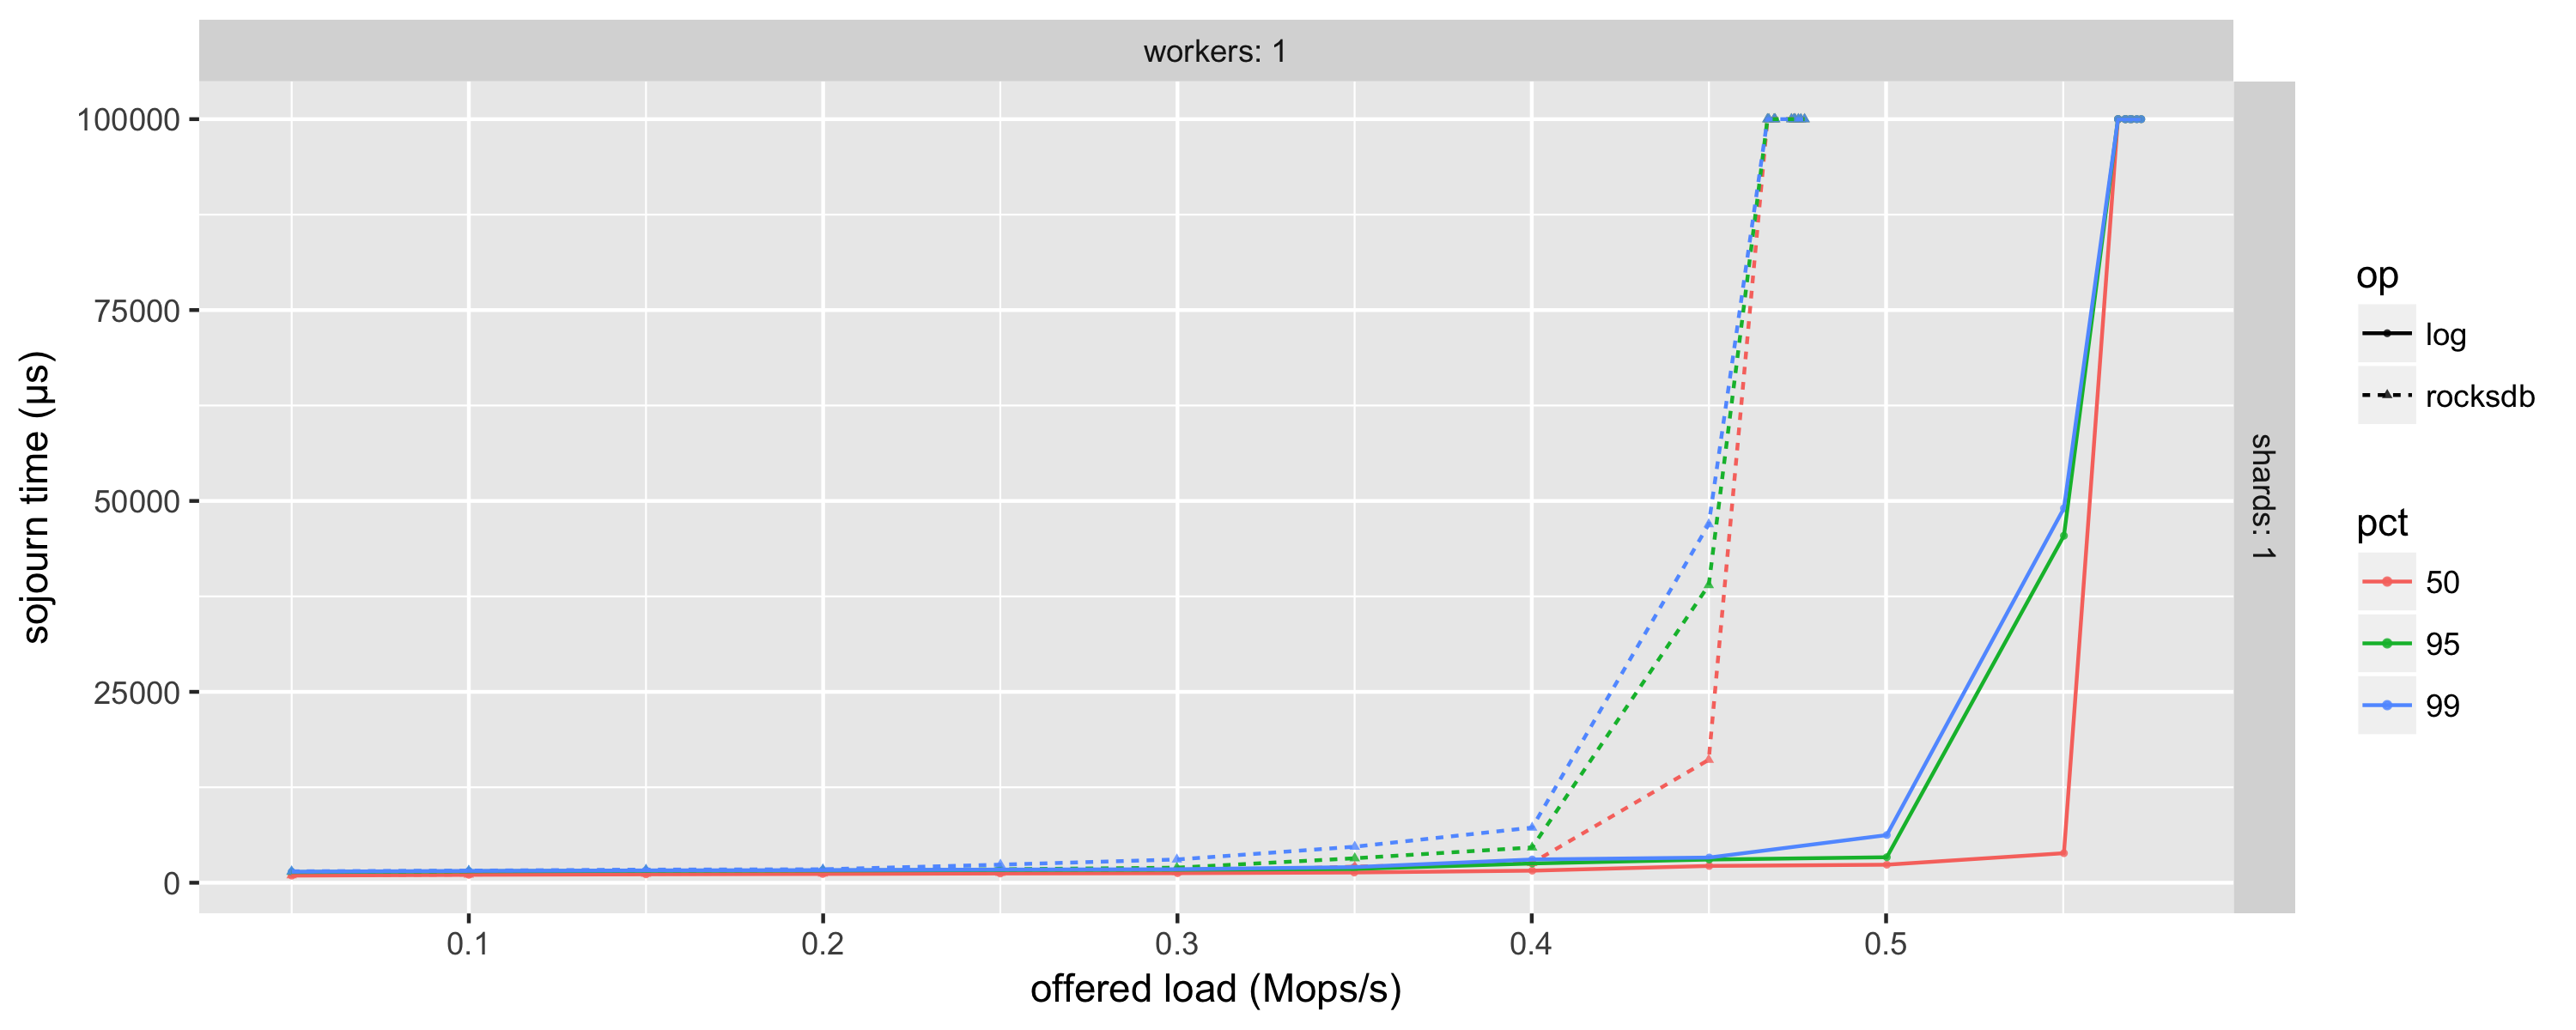 workers: 1
100000
75000
50000
25000
0
sojourn time (µs)
0.1
0.2
0.3
0.4
0.5
offered load (Mops/s)
shards: 1
op
log
rocksdb
pct
50
95
99